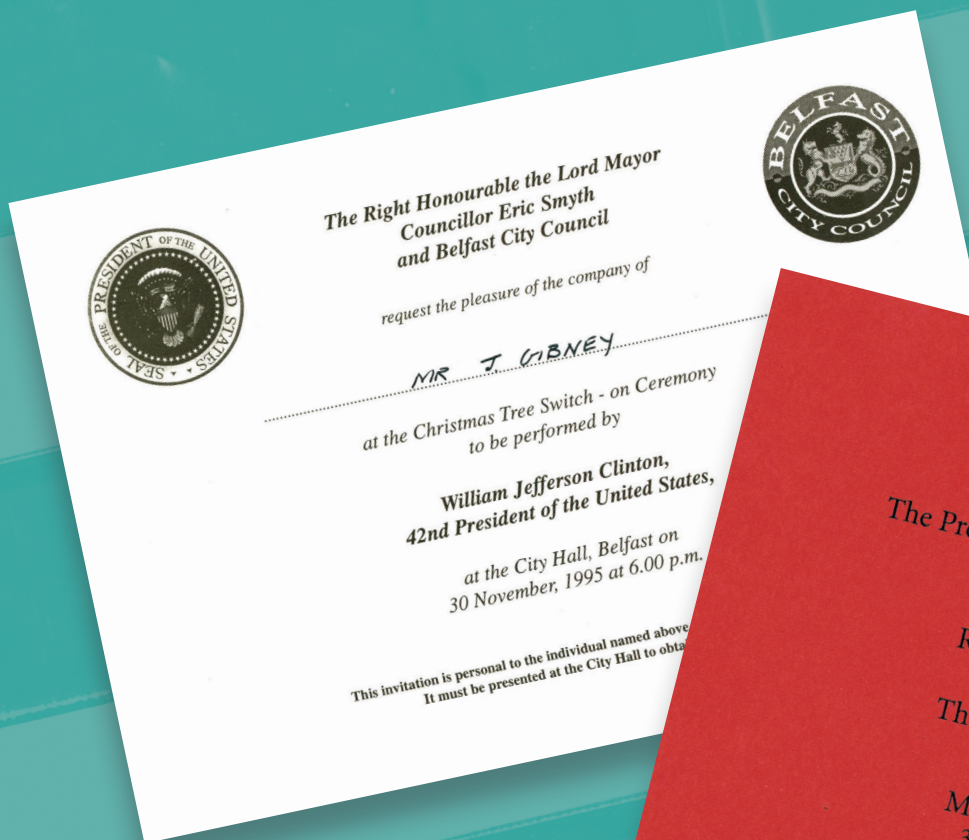 The Right Honourable the Lord Mayor
Councillor Eric Smyth
and Belfast City Council
request the pleasure of the company of
MR J. GIBNEY
at the Christmas Tree Switch - on Ceremony
to be performed by
William Jefferson Clinton,
42nd President of the United States,
at the City Hall, Belfast on
30 November, 1995 at 6.00 p.m.
This invitation is personal to the individual named above
It must be presented at the City Hall to
SEAL OF THE PRESIDENT OF THE UNITED STATES
BELFAST
CITY COUNCIL
The